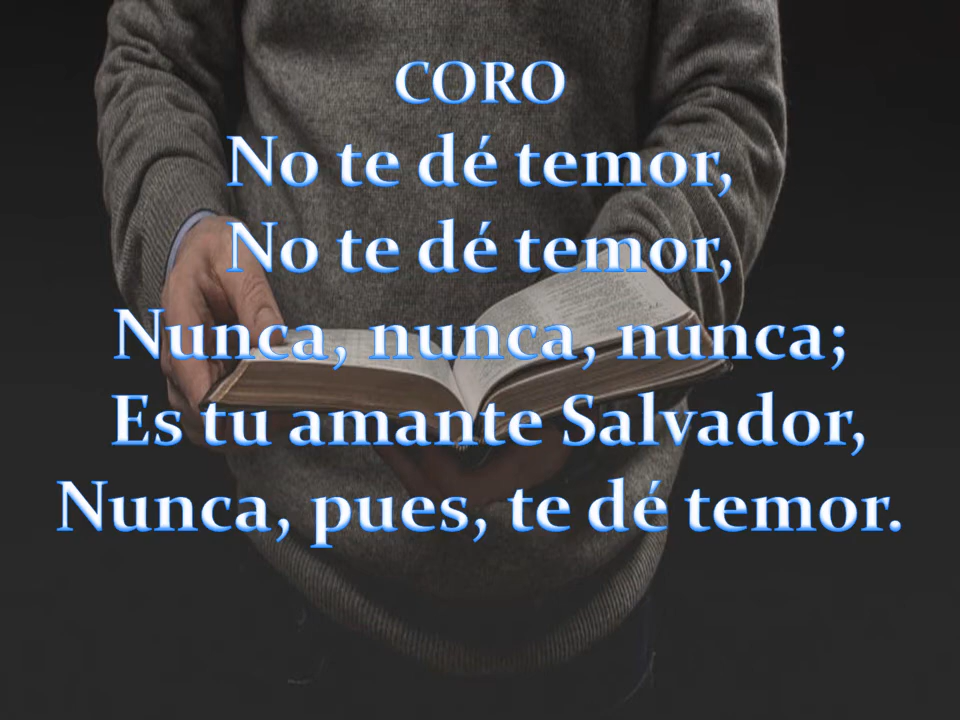 CORO
No te dé temor,
No te dé temor,
Nunca, nunca, nunca;
Es tu amante Salvador,
Nunca, pues, te dé temor.